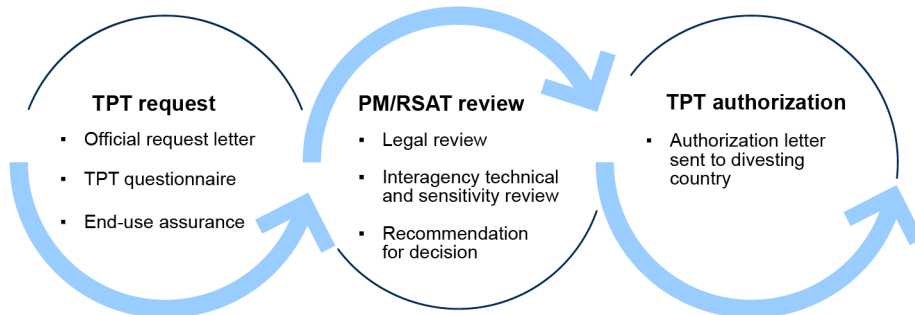 TPT request
▪ Official request letter
▪ TPT questionnaire
▪ End-use assurance
PM/RSAT review
▪ Legal review
▪ Interagency technical
and sensitivity review
▪ Recommendation
for decision
TPT authorization
▪ Authorization letter
sent to divesting
country